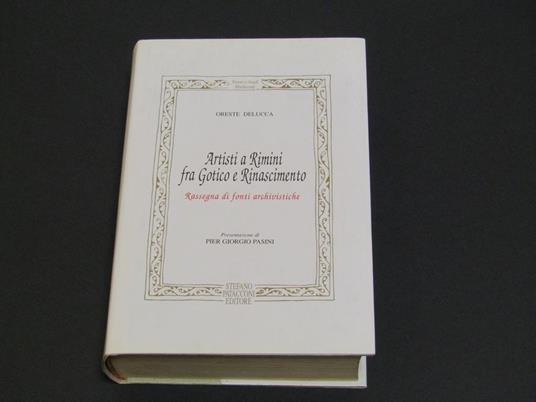 ORESTE DELUCCA
Artisti a Rimini
fra Gotico e Rinascimento
Rassegna di fonti archivistiche
Presentazione di
PIER GIORGIO PASINI
STEFANO
PATACCONI
EDITORE